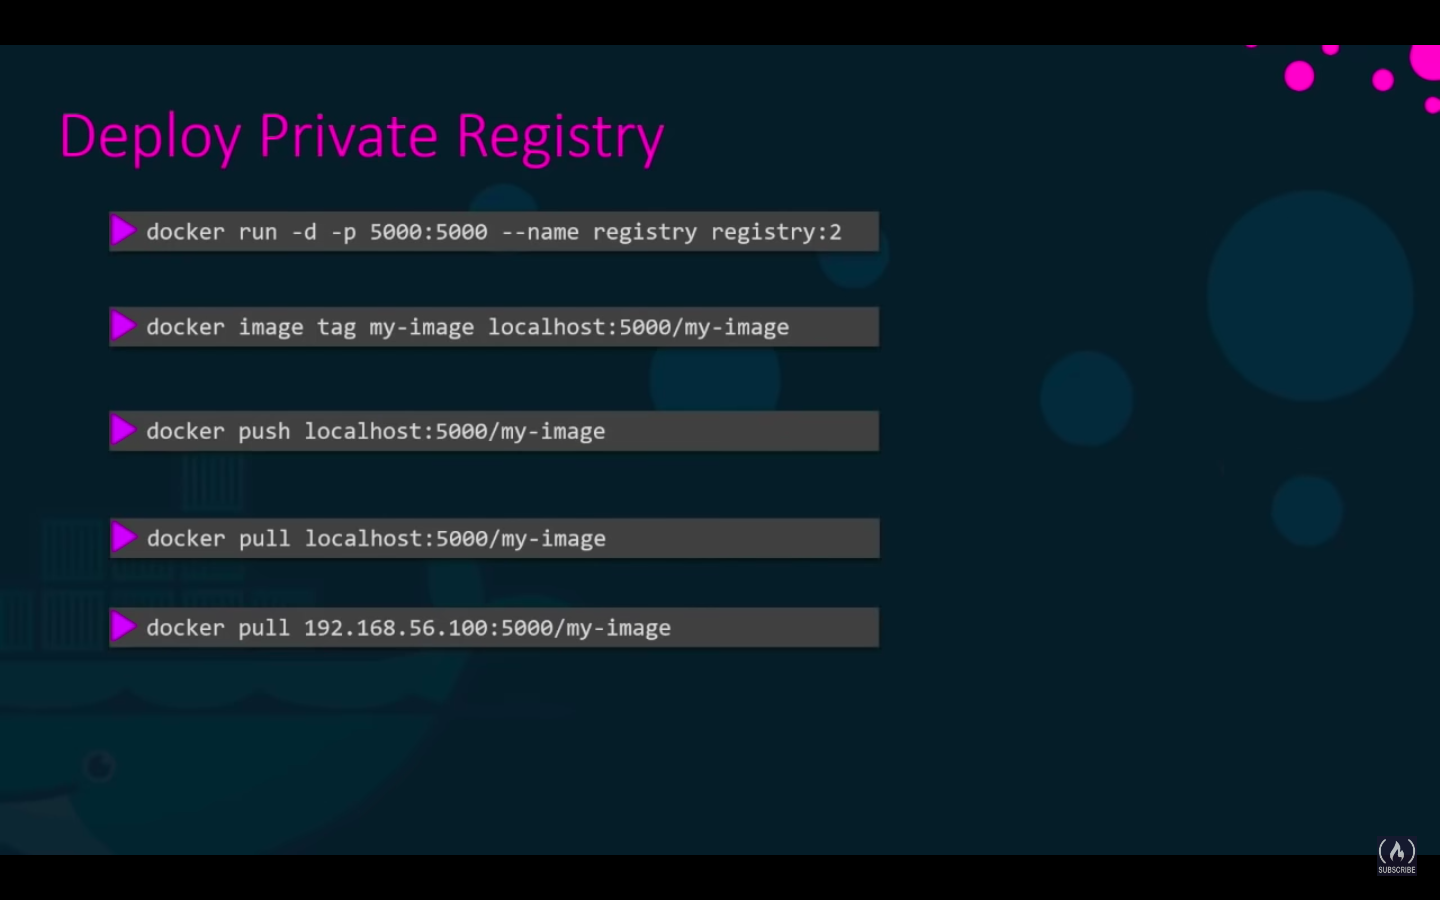 Deploy Private Registry
docker run -d -p 5000:5000 --name registry registry:2
docker image tag my-image localhost:5000/my-image
docker push localhost:5000/my-image
docker pull localhost:5000/my-image
docker pull 192.168.56.100:5000/my-image
SUBSCRIBE